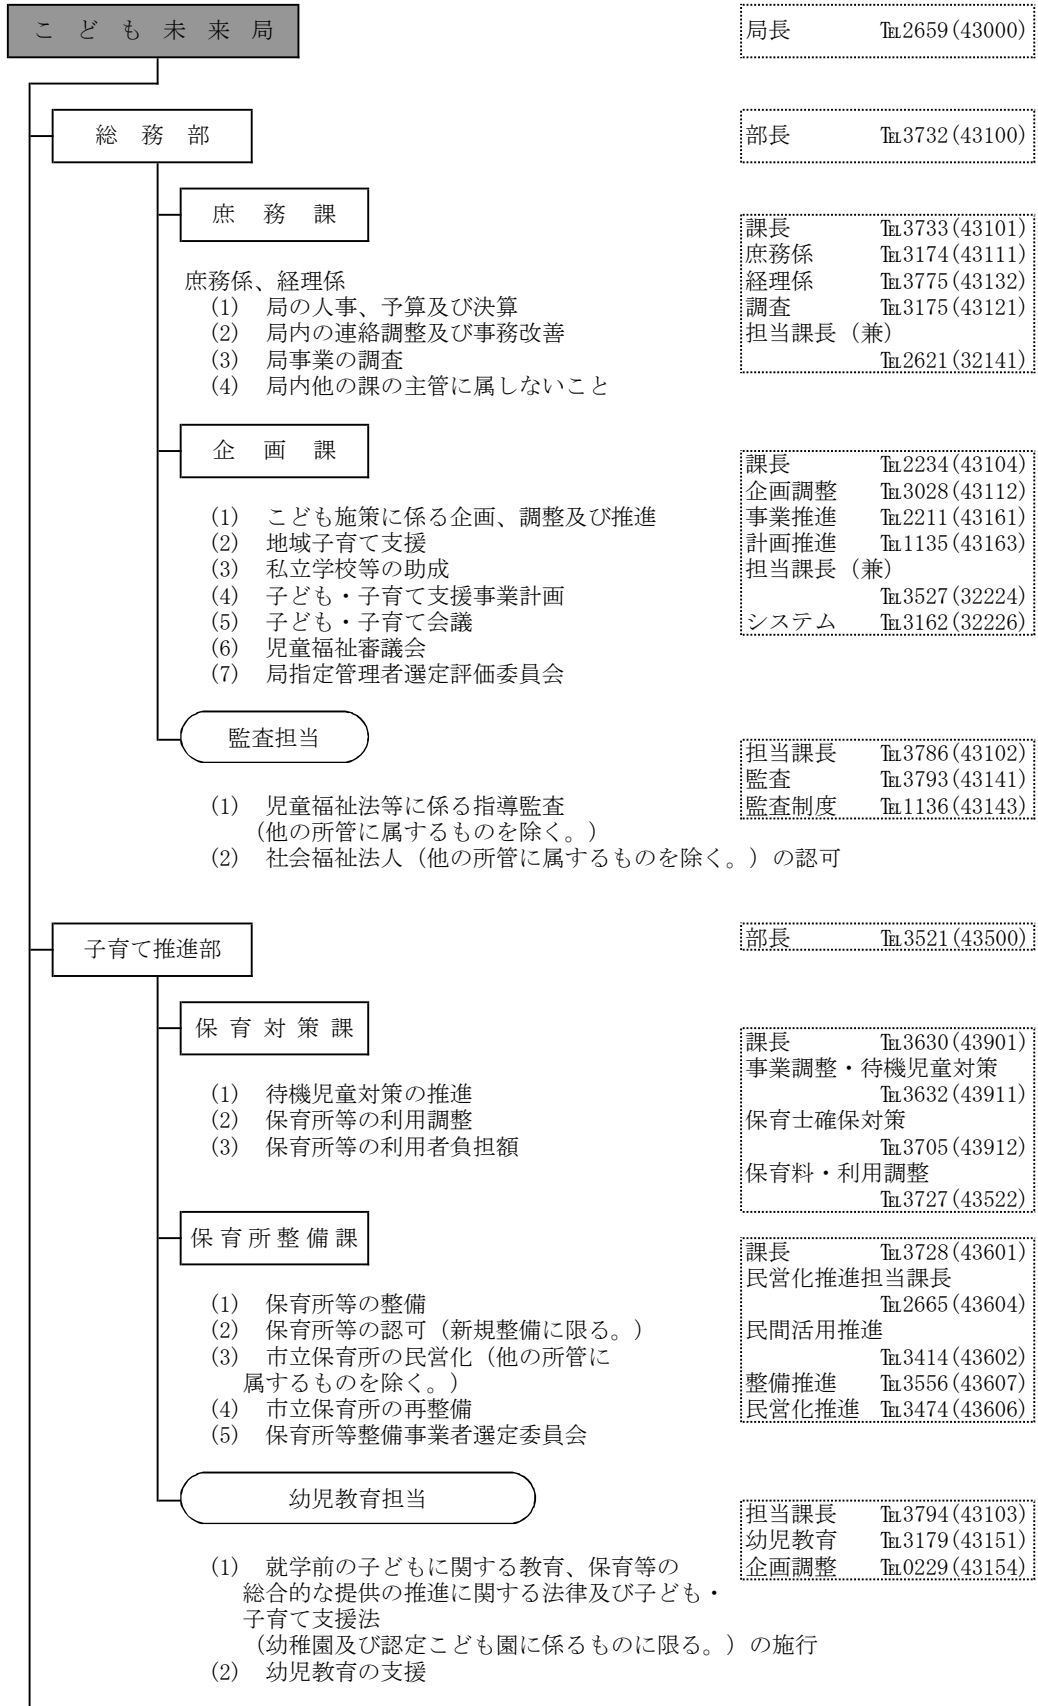 こども未来局
局長 ℡2659(43000)
総務部
部長 ℡3732(43100)
庶務課
課長 ℡3733(43101)
庶務係 ℡3174(43111)
経理係 ℡3775(43132)
調査 ℡3175(43121)
担当課長（兼）
℡2621(32141)
庶務係、経理係
(1) 局の人事、予算及び決算
(2) 局内の連絡調整及び事務改善
(3) 局事業の調査
(4) 局内他の課の主管に属しないこと
企画課
課長 ℡2234(43104)
企画調整 ℡3028(43112)
事業推進 ℡2211(43161)
計画推進 ℡1135(43163)
担当課長（兼）
℡3527(32224)
システム ℡3162(32226)
(1) こども施策に係る企画、調整及び推進
(2) 地域子育て支援
(3) 私立学校等の助成
(4) 子ども・子育て支援事業計画
(5) 子ども・子育て会議
(6) 児童福祉審議会
(7) 局指定管理者選定評価委員会
監査担当
担当課長 ℡3786(43102)
監査 ℡3793(43141)
監査制度 ℡1136(43143)
(1) 児童福祉法等に係る指導監査
（他の所管に属するものを除く。）
(2) 社会福祉法人（他の所管に属するものを除く。）の認可
子育て推進部
部長 ℡3521(43500)
保育対策課
課長 ℡3630(43901)
事業調整・待機児童対策
℡3632(43911)
保育士確保対策
℡3705(43912)
保育料・利用調整
℡3727(43522)
(1) 待機児童対策の推進
(2) 保育所等の利用調整
(3) 保育所等の利用者負担額
保育所整備課
課長 ℡3728(43601)
民営化推進担当課長
℡2665(43604)
民間活用推進
℡3414(43602)
整備推進 ℡3556(43607)
民営化推進 ℡3474(43606)
(1) 保育所等の整備
(2) 保育所等の認可（新規整備に限る。）
(3) 市立保育所の民営化（他の所管に
属するものを除く。）
(4) 市立保育所の再整備
(5) 保育所等整備事業者選定委員会
幼児教育担当
担当課長 ℡3794(43103)
幼児教育 ℡3179(43151)
企画調整 ℡0229(43154)
(1) 就学前の子どもに関する教育、保育等の
総合的な提供の推進に関する法律及び子ども・
子育て支援法
（幼稚園及び認定こども園に係るものに限る。）の施行
(2) 幼児教育の支援